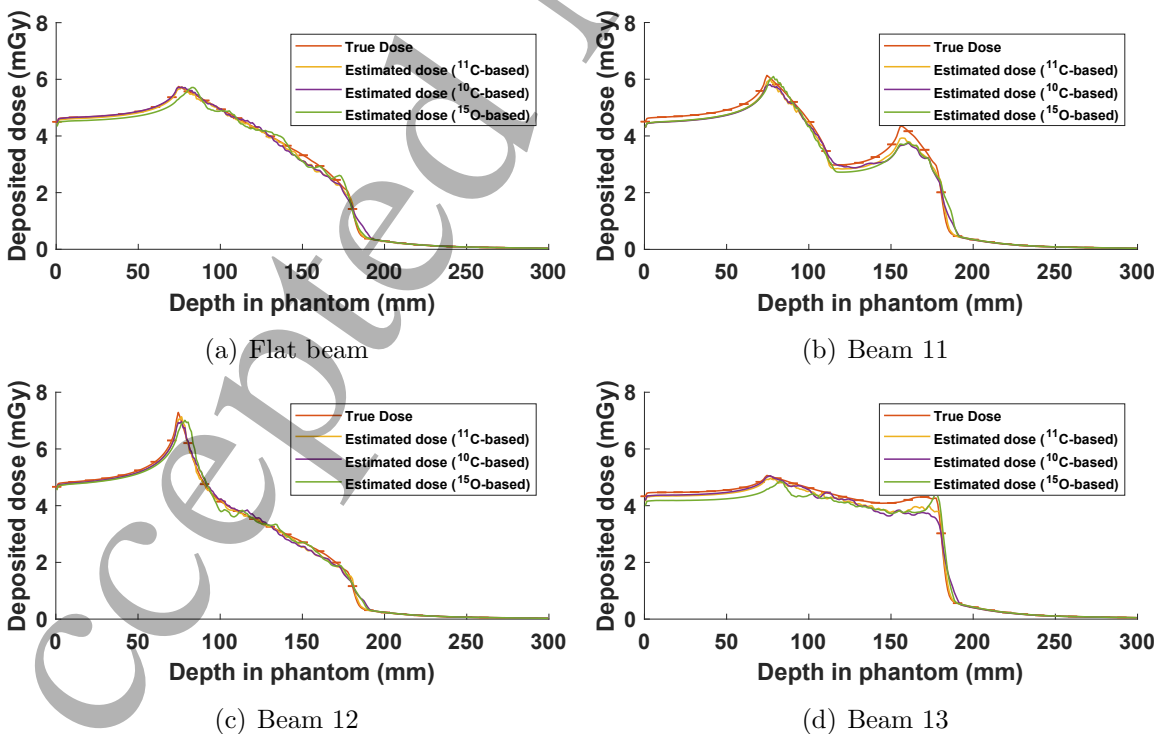 8
6
4
2
0
Deposited dose (mGy)
True Dose
Estimated dose (¹¹C-based)
Estimated dose (¹⁰C-based)
Estimated dose (¹⁵O-based)
0 50 100 150 200 250 300
Depth in phantom (mm)
(a) Flat beam
8
6
4
2
0
Deposited dose (mGy)
True Dose
Estimated dose (¹¹C-based)
Estimated dose (¹⁰C-based)
Estimated dose (¹⁵O-based)
0 50 100 150 200 250 300
Depth in phantom (mm)
(b) Beam 11
8
6
4
2
0
Deposited dose (mGy)
True Dose
Estimated dose (¹¹C-based)
Estimated dose (¹⁰C-based)
Estimated dose (¹⁵O-based)
0 50 100 150 200 250 300
Depth in phantom (mm)
(c) Beam 12
8
6
4
2
0
Deposited dose (mGy)
True Dose
Estimated dose (¹¹C-based)
Estimated dose (¹⁰C-based)
Estimated dose (¹⁵O-based)
0 50 100 150 200 250 300
Depth in phantom (mm)
(d) Beam 13
ccepted